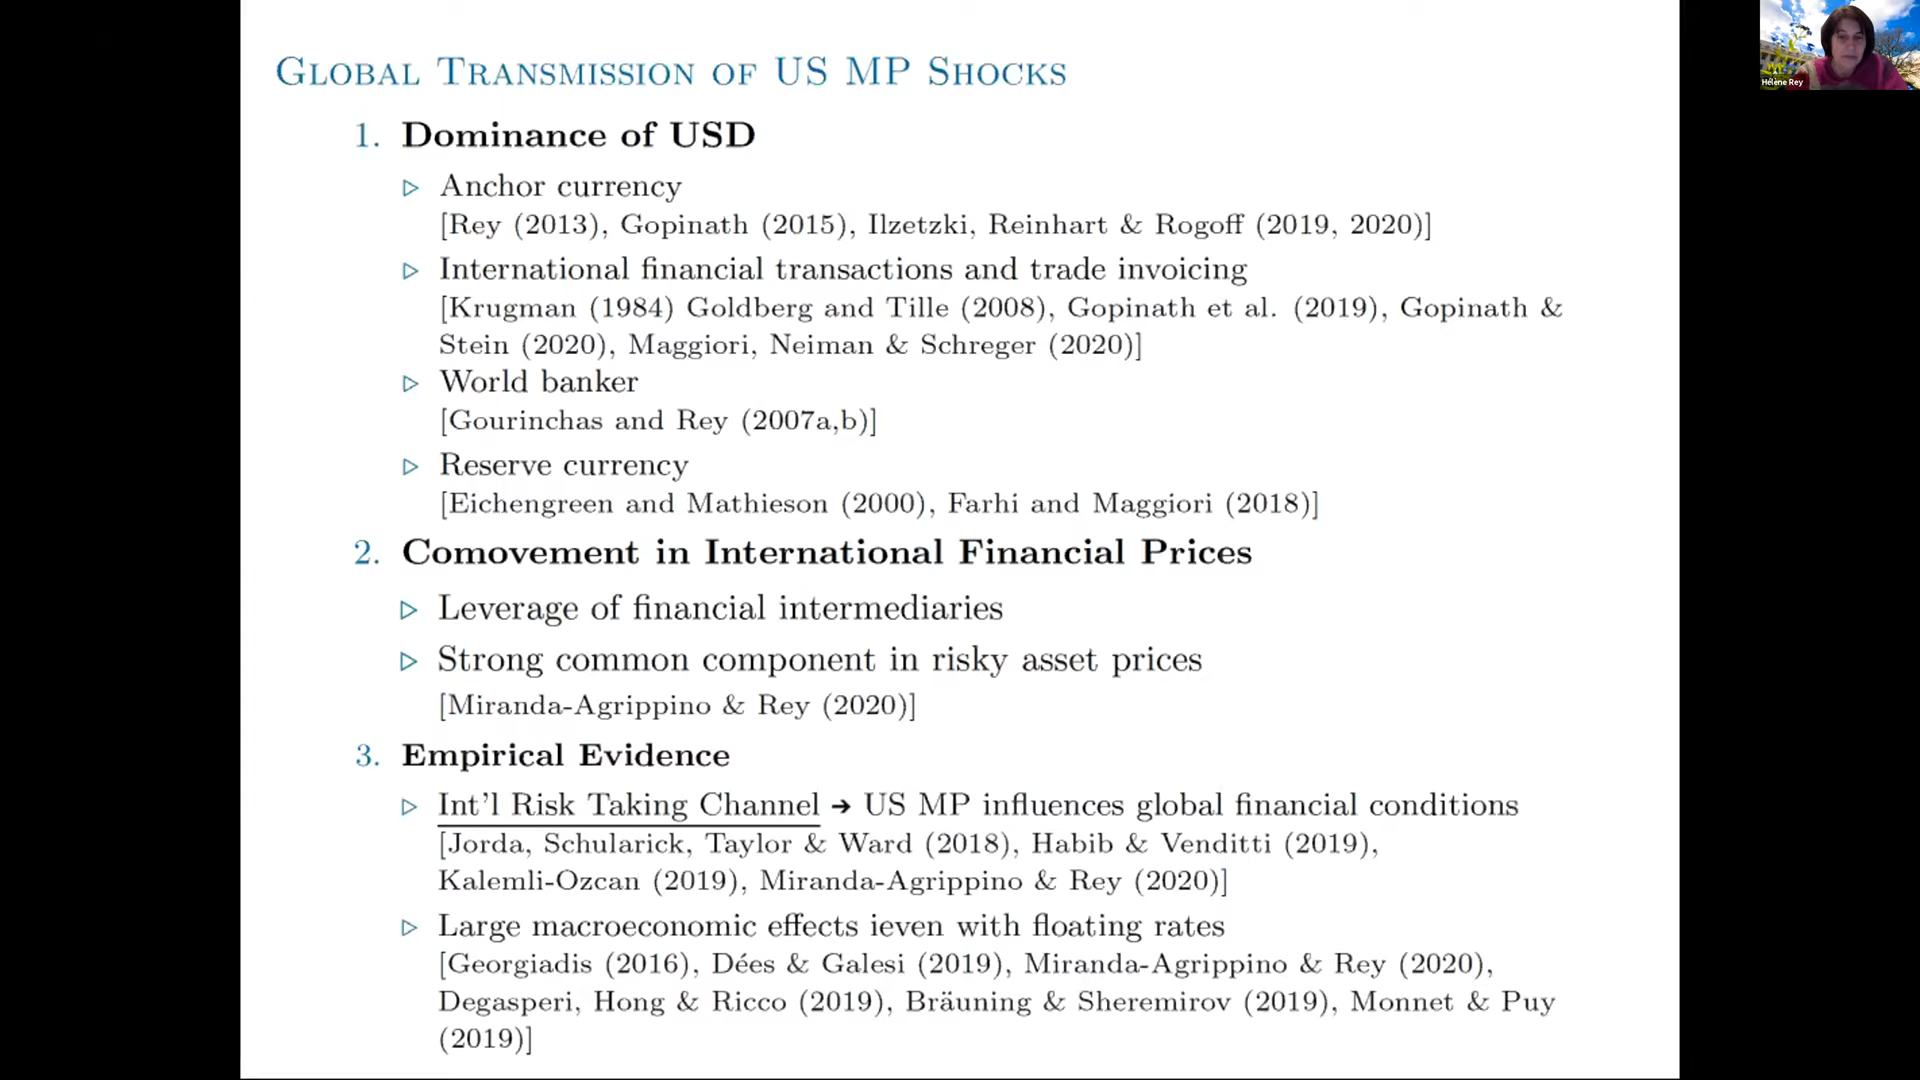 GLOBAL TRANSMISSION OF US MP SHOCKS
1. Dominance of USD
▷ Anchor currency
[Rey (2013), Gopinath (2015), Ilzetzki, Reinhart & Rogoff (2019, 2020)]
▷ International financial transactions and trade invoicing
[Krugman (1984) Goldberg and Tille (2008), Gopinath et al. (2019), Gopinath &
Stein (2020), Maggiori, Neiman & Schreger (2020)]
▷ World banker
[Gourinchas and Rey (2007a,b)]
▷ Reserve currency
[Eichengreen and Mathieson (2000), Farhi and Maggiori (2018)]
2. Comovement in International Financial Prices
▷ Leverage of financial intermediaries
▷ Strong common component in risky asset prices
[Miranda-Agrippino & Rey (2020)]
3. Empirical Evidence
▷ Int'l Risk Taking Channel → US MP influences global financial conditions
[Jorda, Schularick, Taylor & Ward (2018), Habib & Venditti (2019),
Kalemli-Ozcan (2019), Miranda-Agrippino & Rey (2020)]
▷ Large macroeconomic effects ieven with floating rates
[Georgiadis (2016), Dées & Galesi (2019), Miranda-Agrippino & Rey (2020),
Degasperi, Hong & Ricco (2019), Bräuning & Sheremirov (2019), Monnet & Puy
(2019)]
Hélène Rey